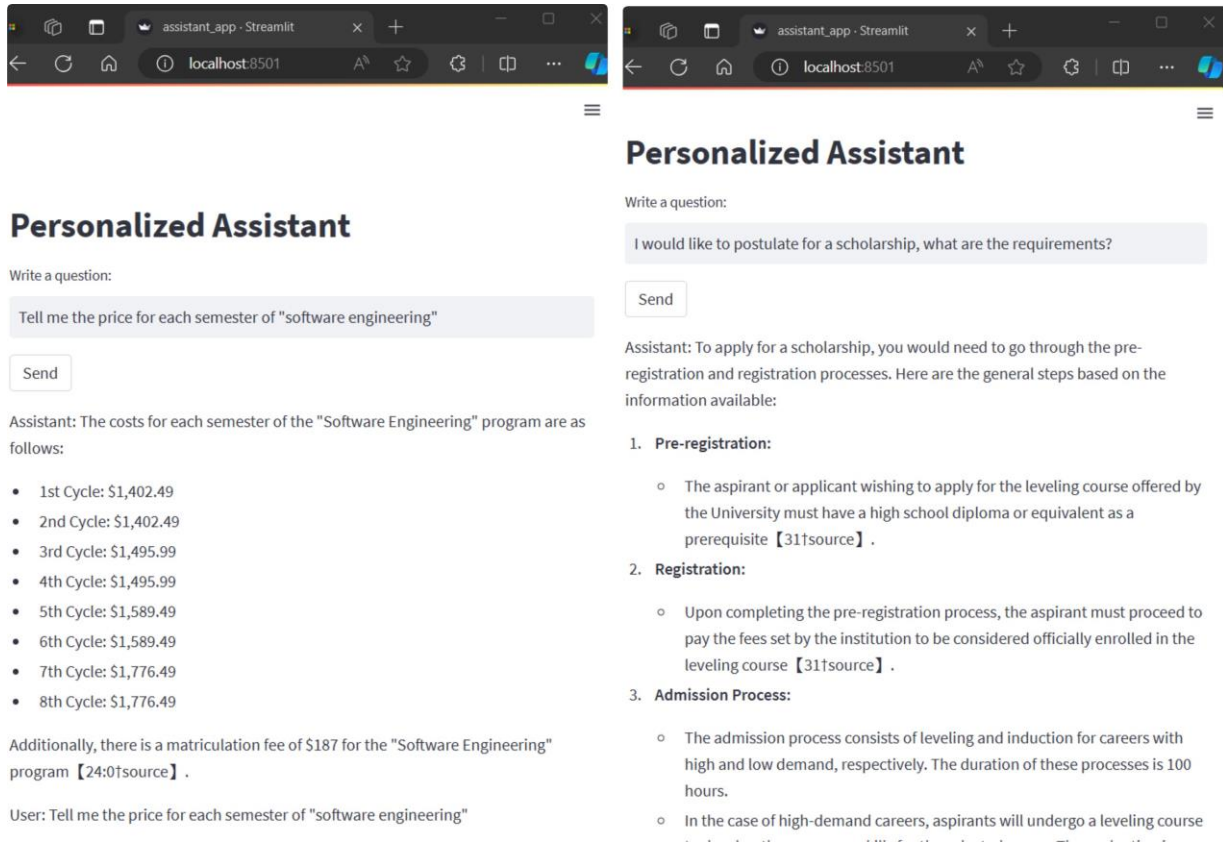 assistant_app · Streamlit
localhost:8501
Personalized Assistant
Write a question:
Tell me the price for each semester of "software engineering"
Send
Assistant: The costs for each semester of the "Software Engineering" program are as
follows:
• 1st Cycle: $1,402.49
• 2nd Cycle: $1,402.49
• 3rd Cycle: $1,495.99
• 4th Cycle: $1,495.99
• 5th Cycle: $1,589.49
• 6th Cycle: $1,589.49
• 7th Cycle: $1,776.49
• 8th Cycle: $1,776.49
Additionally, there is a matriculation fee of $187 for the "Software Engineering"
program【24:0†source】.
User: Tell me the price for each semester of "software engineering"
assistant_app · Streamlit
localhost:8501
Personalized Assistant
Write a question:
I would like to postulate for a scholarship, what are the requirements?
Send
Assistant: To apply for a scholarship, you would need to go through the pre-
registration and registration processes. Here are the general steps based on the
information available:
1. Pre-registration:
○ The aspirant or applicant wishing to apply for the leveling course offered by
the University must have a high school diploma or equivalent as a
prerequisite【31†source】.
2. Registration:
○ Upon completing the pre-registration process, the aspirant must proceed to
pay the fees set by the institution to be considered officially enrolled in the
leveling course【31†source】.
3. Admission Process:
○ The admission process consists of leveling and induction for careers with
high and low demand, respectively. The duration of these processes is 100
hours.
○ In the case of high-demand careers, aspirants will undergo a leveling course